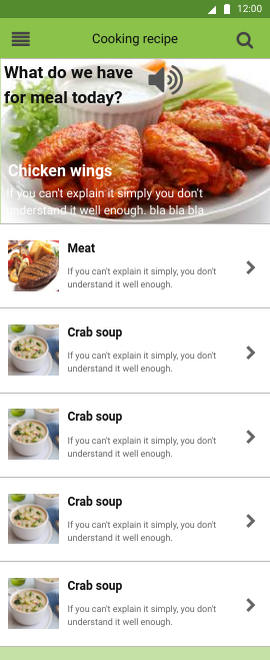 12:00
Cooking recipe
What do we have
for meal today?
Chicken wings
If you can't explain it simply you don't
understand it well enough. bla bla bla
Meat
If you can't explain it simply, you don't
understand it well enough.
Crab soup
If you can't explain it simply, you don't
understand it well enough.
Crab soup
If you can't explain it simply, you don't
understand it well enough.
Crab soup
If you can't explain it simply, you don't
understand it well enough.
Crab soup
If you can't explain it simply, you don't
understand it well enough.